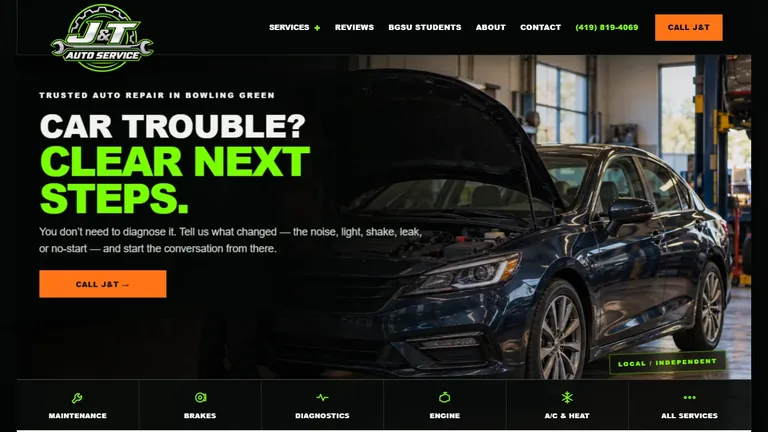 J&T
AUTO SERVICE
SERVICES +
REVIEWS
BGSU STUDENTS
ABOUT
CONTACT
(419) 819-4069
CALL J&T
TRUSTED AUTO REPAIR IN BOWLING GREEN
CAR TROUBLE?
CLEAR NEXT
STEPS.
You don't need to diagnose it. Tell us what changed — the noise, light, shake, leak,
or no-start — and start the conversation from there.
CALL J&T →
LOCAL / INDEPENDENT
MAINTENANCE
BRAKES
DIAGNOSTICS
ENGINE
A/C & HEAT
ALL SERVICES